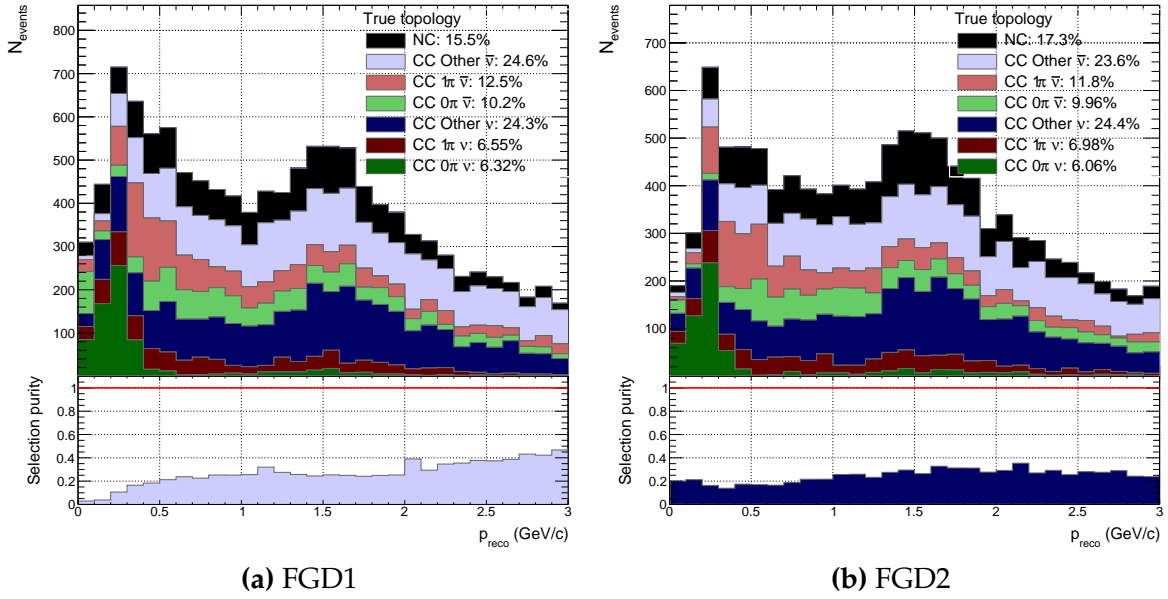 N_events
800
700
600
500
400
300
200
100
True topology
NC: 15.5%
CC Other ν̄: 24.6%
CC 1π ν̄: 12.5%
CC 0π ν̄: 10.2%
CC Other ν: 24.3%
CC 1π ν: 6.55%
CC 0π ν: 6.32%
Selection purity
1
0.8
0.6
0.4
0.2
0
0 0.5 1 1.5 2 2.5 3
p_reco (GeV/c)
(a) FGD1
N_events
700
600
500
400
300
200
100
True topology
NC: 17.3%
CC Other ν̄: 23.6%
CC 1π ν̄: 11.8%
CC 0π ν̄: 9.96%
CC Other ν: 24.4%
CC 1π ν: 6.98%
CC 0π ν: 6.06%
Selection purity
1
0.8
0.6
0.4
0.2
0
0 0.5 1 1.5 2 2.5 3
p_reco (GeV/c)
(b) FGD2